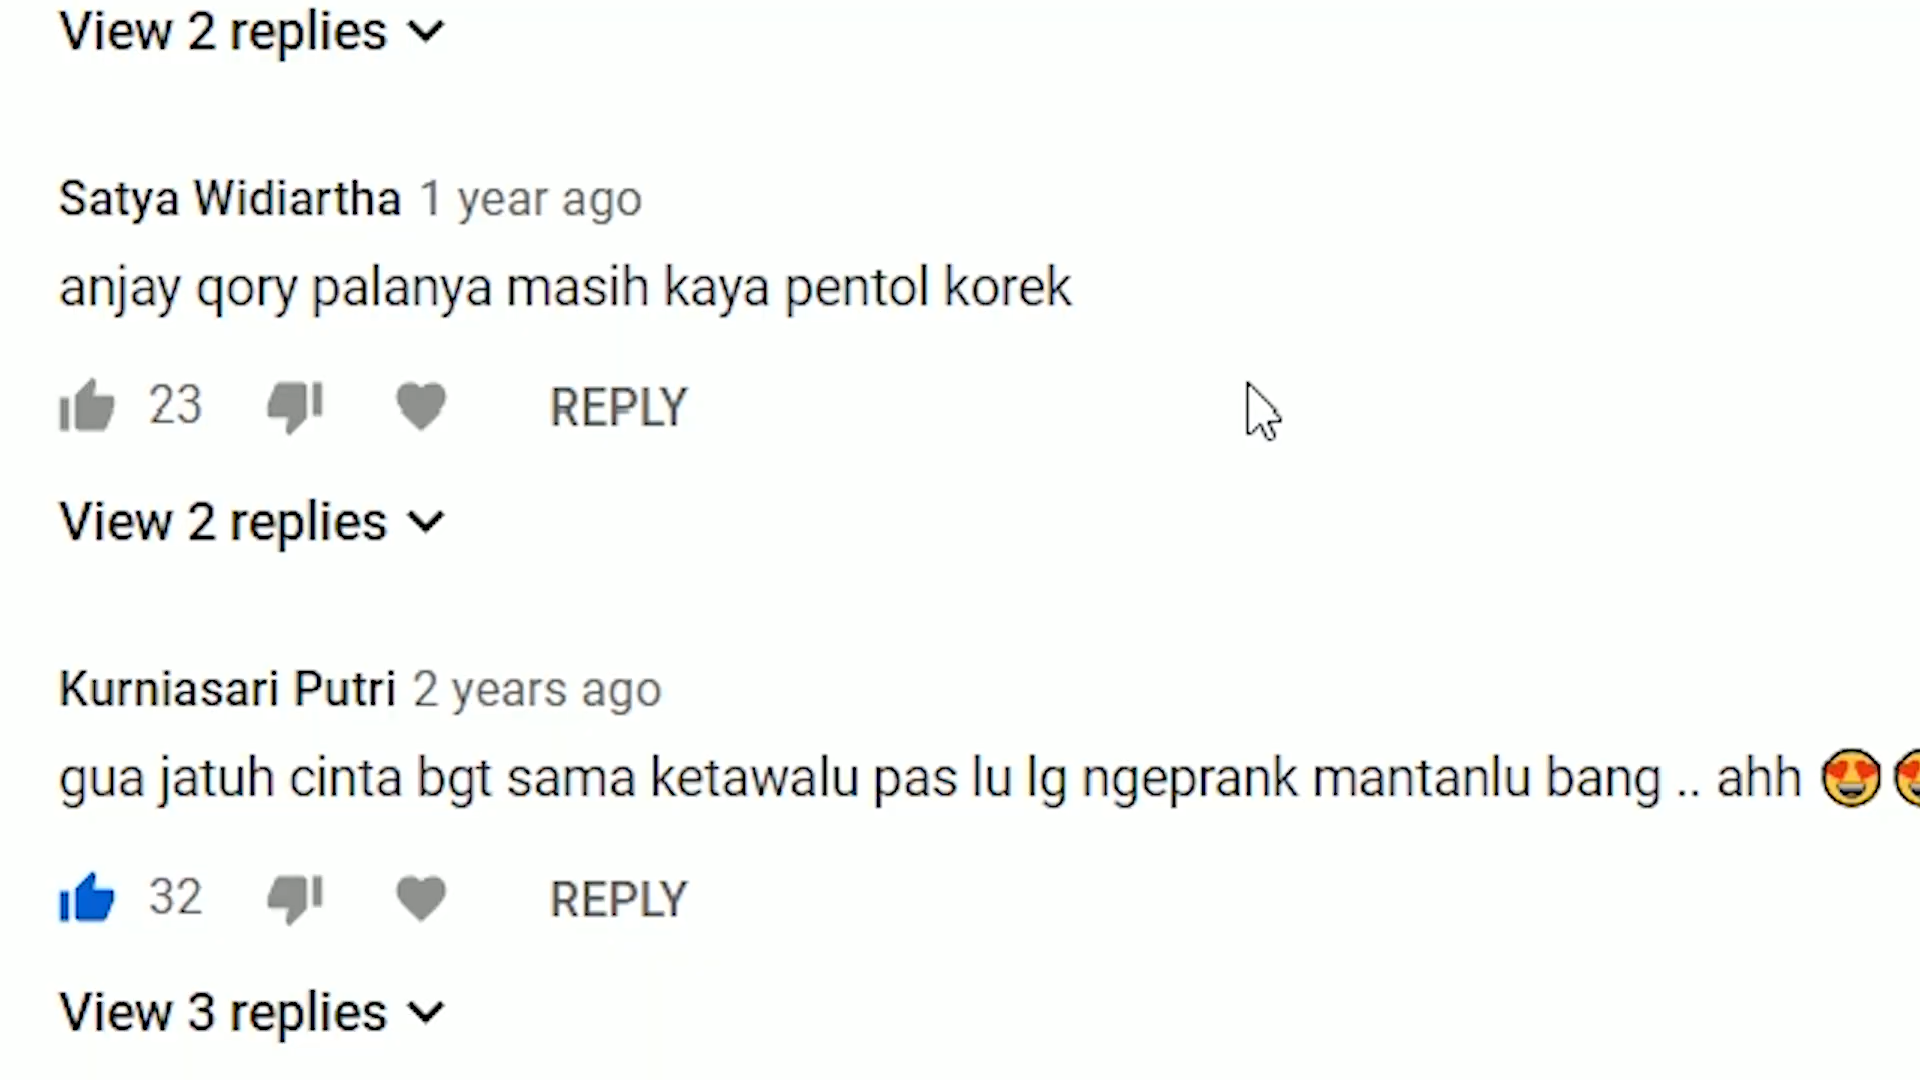 View 2 replies
Satya Widiartha 1 year ago
anjay qory palanya masih kaya pentol korek
23 REPLY
View 2 replies
Kurniasari Putri 2 years ago
gua jatuh cinta bgt sama ketawalu pas lu lg ngeprank mantanlu bang .. ahh 😍😍
32 REPLY
View 3 replies